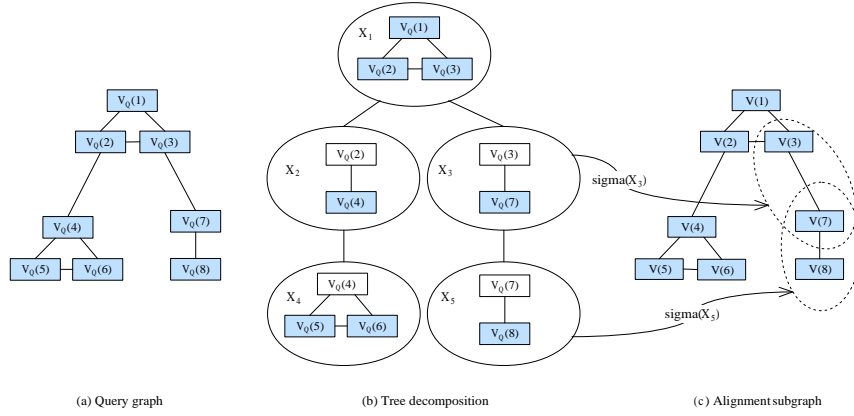 V_Q(1)
V_Q(2) V_Q(3)
V_Q(4) V_Q(7)
V_Q(5) V_Q(6) V_Q(8)
(a) Query graph
X_1
V_Q(1)
V_Q(2) V_Q(3)
X_2
V_Q(2)
V_Q(4)
X_3
V_Q(3)
V_Q(7)
X_4
V_Q(4)
V_Q(5) V_Q(6)
X_5
V_Q(7)
V_Q(8)
(b) Tree decomposition
sigma(X_3)
sigma(X_5)
V(1)
V(2) V(3)
V(4) V(7)
V(5) V(6) V(8)
(c) Alignment subgraph